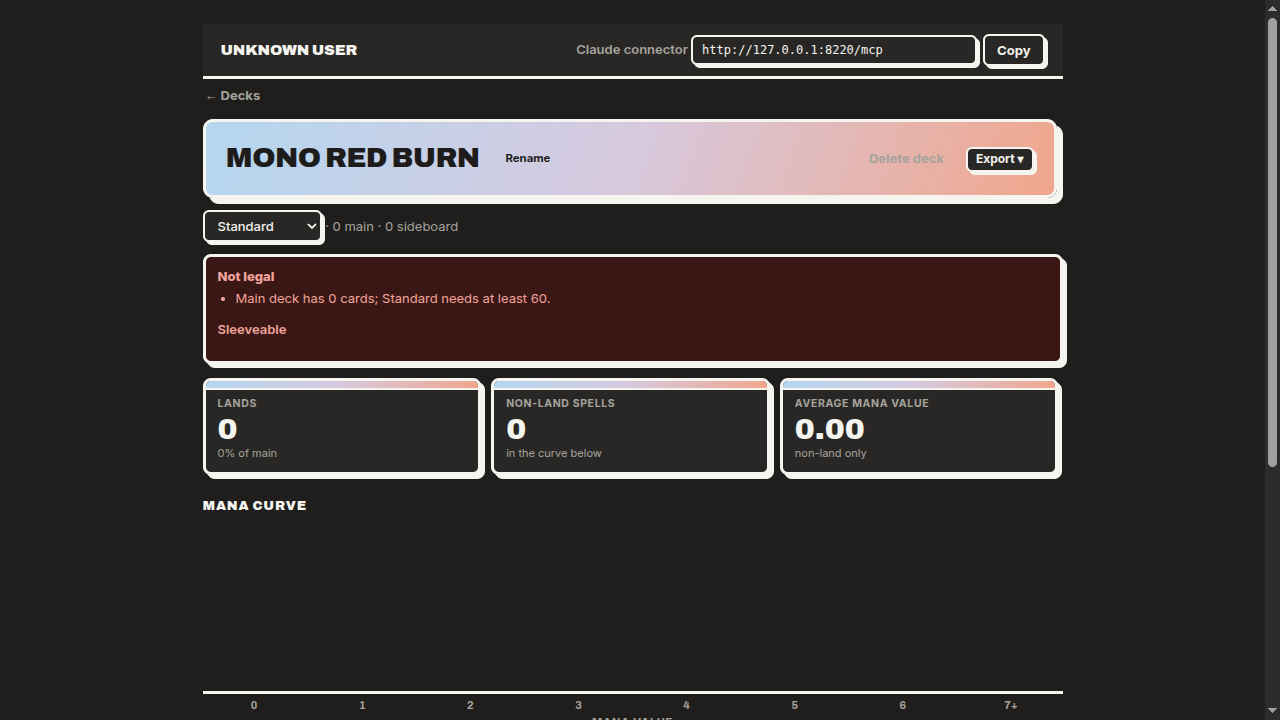 UNKNOWN USER
Claude connector http://127.0.0.1:8220/mcp Copy
← Decks
MONO RED BURN Rename Delete deck Export ▾
Standard · 0 main · 0 sideboard
Not legal
• Main deck has 0 cards; Standard needs at least 60.
Sleeveable
LANDS
0
0% of main
NON-LAND SPELLS
0
in the curve below
AVERAGE MANA VALUE
0.00
non-land only
MANA CURVE
0 1 2 3 4 5 6 7+
MANA VALUE